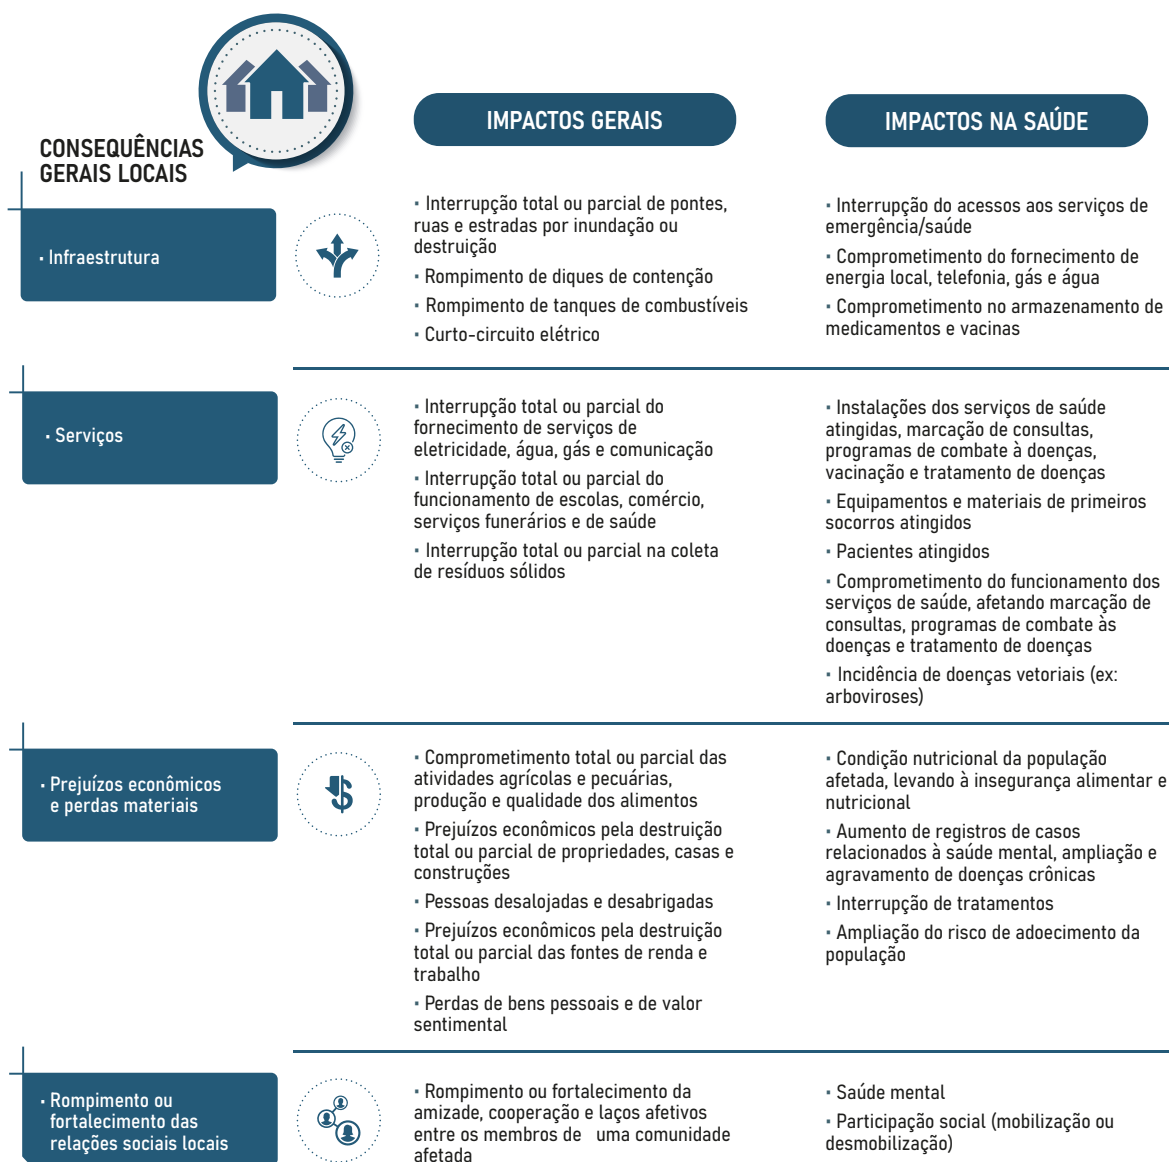 CONSEQUÊNCIAS
GERAIS LOCAIS
IMPACTOS GERAIS
IMPACTOS NA SAÚDE
· Infraestrutura
· Interrupção total ou parcial de pontes,
ruas e estradas por inundação ou
destruição
· Rompimento de diques de contenção
· Rompimento de tanques de combustíveis
· Curto-circuito elétrico
· Interrupção do acessos aos serviços de
emergência/saúde
· Comprometimento do fornecimento de
energia local, telefonia, gás e água
· Comprometimento no armazenamento de
medicamentos e vacinas
· Serviços
· Interrupção total ou parcial do
fornecimento de serviços de
eletricidade, água, gás e comunicação
· Interrupção total ou parcial do
funcionamento de escolas, comércio,
serviços funerários e de saúde
· Interrupção total ou parcial na coleta
de resíduos sólidos
· Instalações dos serviços de saúde
atingidas, marcação de consultas,
programas de combate à doenças,
vacinação e tratamento de doenças
· Equipamentos e materiais de primeiros
socorros atingidos
· Pacientes atingidos
· Comprometimento do funcionamento dos
serviços de saúde, afetando marcação de
consultas, programas de combate às
doenças e tratamento de doenças
· Incidência de doenças vetoriais (ex:
arboviroses)
· Prejuízos econômicos
e perdas materiais
· Comprometimento total ou parcial das
atividades agrícolas e pecuárias,
produção e qualidade dos alimentos
· Prejuízos econômicos pela destruição
total ou parcial de propriedades, casas e
construções
· Pessoas desalojadas e desabrigadas
· Prejuízos econômicos pela destruição
total ou parcial das fontes de renda e
trabalho
· Perdas de bens pessoais e de valor
sentimental
· Condição nutricional da população
afetada, levando à insegurança alimentar e
nutricional
· Aumento de registros de casos
relacionados à saúde mental, ampliação e
agravamento de doenças crônicas
· Interrupção de tratamentos
· Ampliação do risco de adoecimento da
população
· Rompimento ou
fortalecimento das
relações sociais locais
· Rompimento ou fortalecimento da
amizade, cooperação e laços afetivos
entre os membros de uma comunidade
afetada
· Saúde mental
· Participação social (mobilização ou
desmobilização)